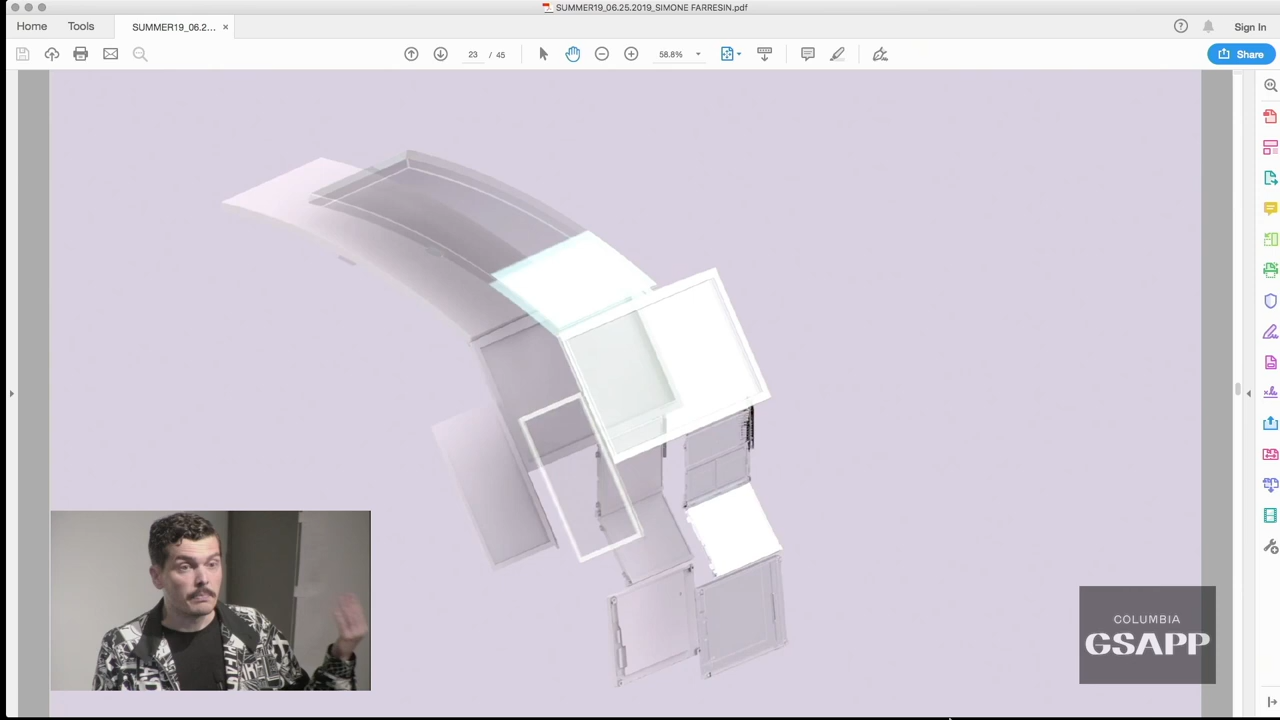 SUMMER19_06.25.2019_SIMONE FARRESIN.pdf
Home Tools SUMMER19_06.2... × ? Sign In
23 / 45 58.8% Share
COLUMBIA
GSAPP